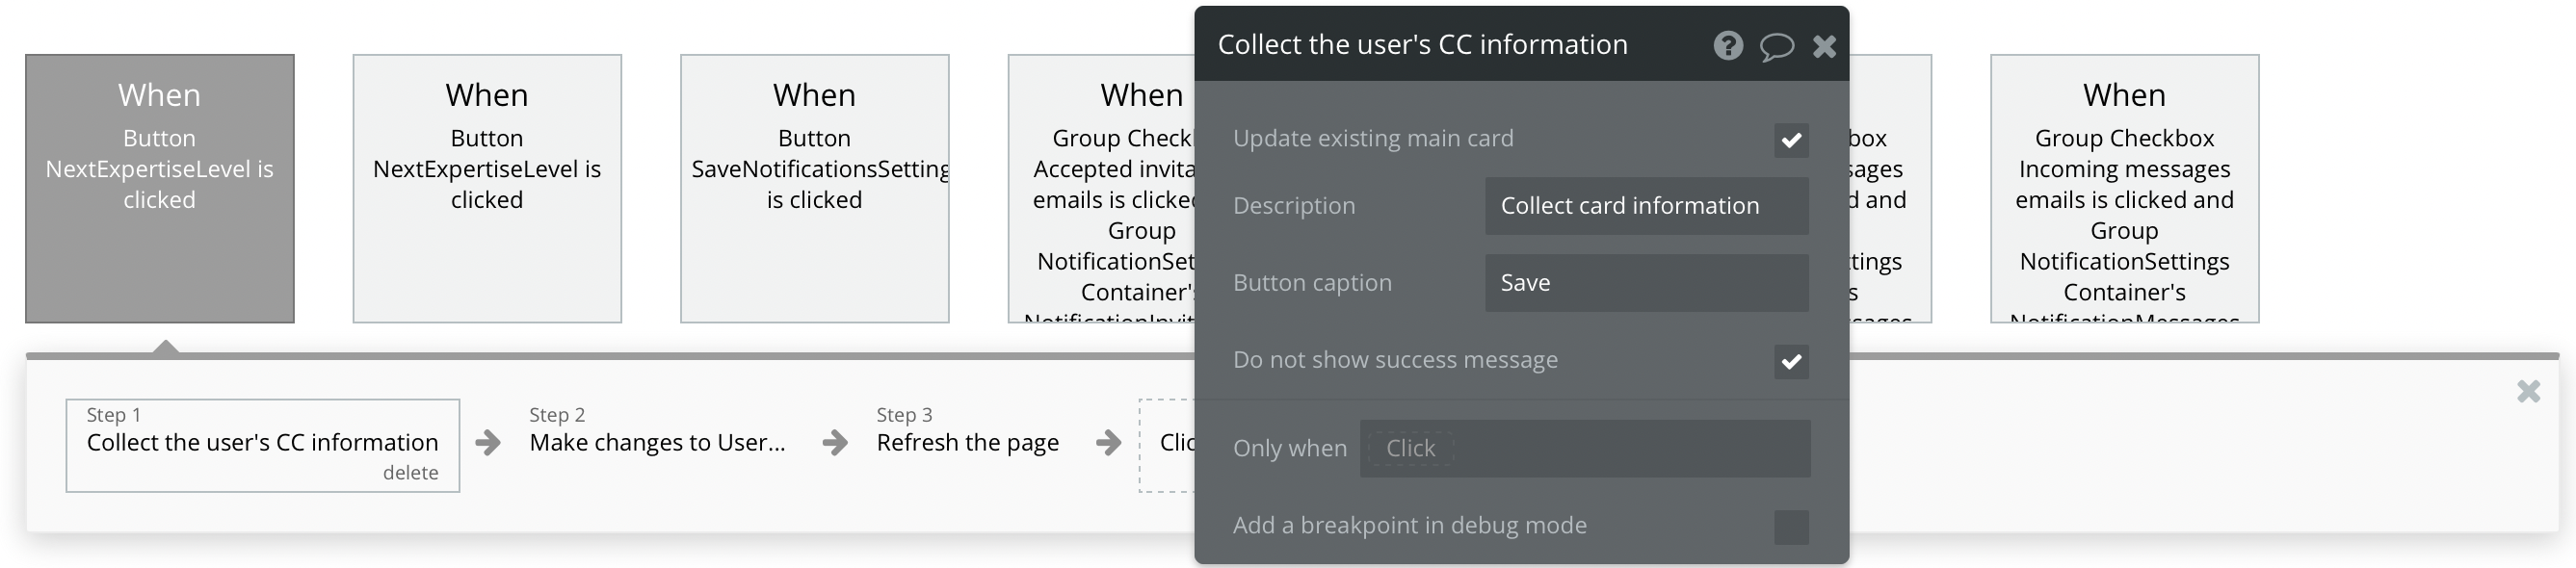 When
Button
NextExpertiseLevel is
clicked
When
Button
NextExpertiseLevel is
clicked
When
Button
SaveNotificationsSetting
is clicked
When
Group Check
Accepted invita
emails is clicke
Group
NotificationSet
Container's
Collect the user's CC information
Update existing main card
Description
Collect card information
Button caption
Save
Do not show success message
Only when
Click
Add a breakpoint in debug mode
box
sages
d and
ttings
s
When
Group Checkbox
Incoming messages
emails is clicked and
Group
NotificationSettings
Container's
NotificationMessages
Step 1
Collect the user's CC information
delete
Step 2
Make changes to User...
Step 3
Refresh the page
Clic